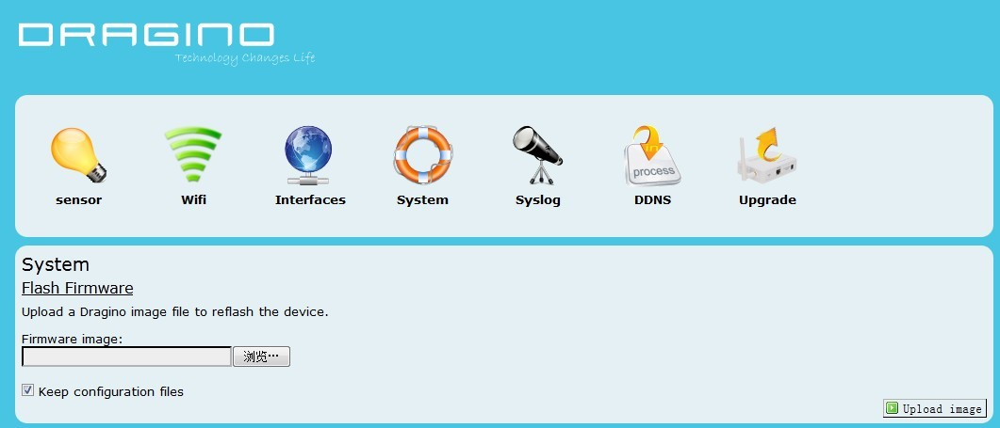 DRAGINO
Technology Changes Life
in
process
sensor Wifi Interfaces System Syslog DDNS Upgrade
System
Flash Firmware
Upload a Dragino image file to reflash the device.
Firmware image:
浏览…
Keep configuration files
Upload image